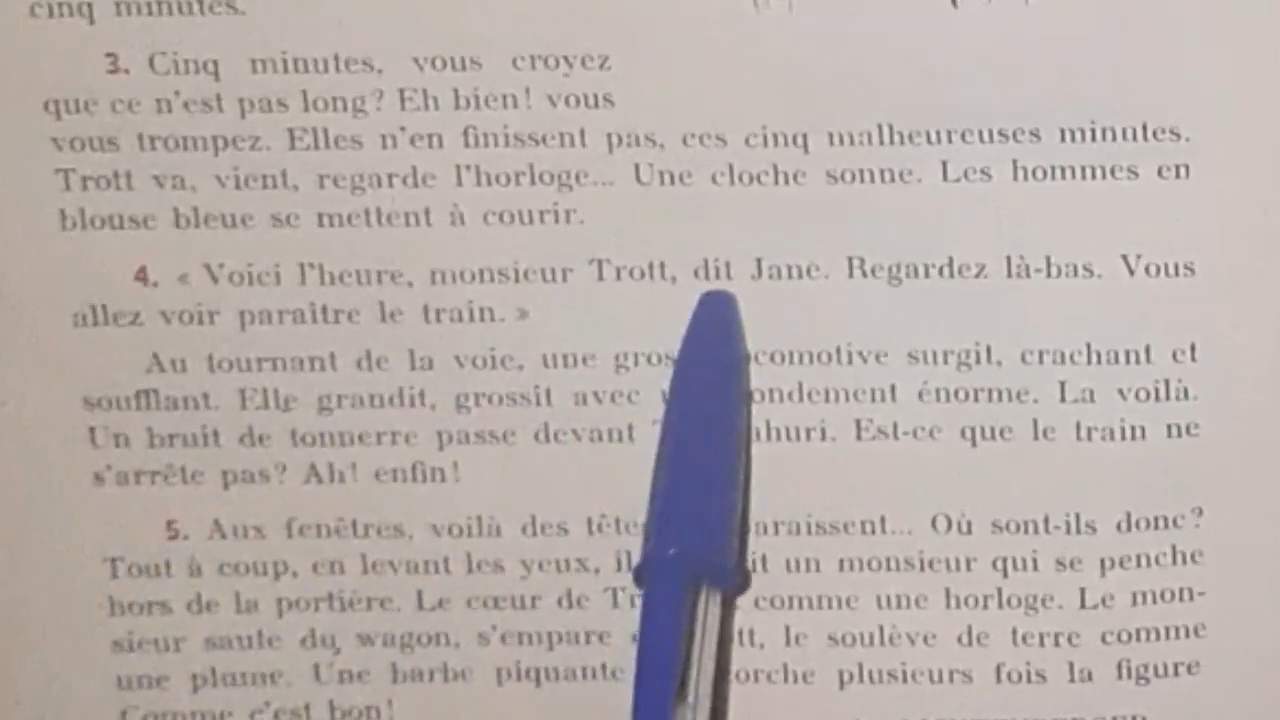 cinq minutes.
3. Cinq minutes, vous croyez
que ce n'est pas long? Eh bien! vous
vous trompez. Elles n'en finissent pas, ces cinq malheureuses minutes.
Trott va, vient, regarde l'horloge... Une cloche sonne. Les hommes en
blouse bleue se mettent à courir.
4. « Voici l'heure, monsieur Trott, dit Jane. Regardez là-bas. Vous
allez voir paraître le train. »
Au tournant de la voie, une comotive surgit, crachant et
soufflant. Elle grandit, grossit avec ondement énorme. La voilà.
Un bruit de tonnerre passe devant ahuri. Est-ce que le train ne
s'arrête pas? Ah! enfin!
5. Aux fenêtres, voilà des araissent... Où sont-ils donc?
Tout à coup, en levant les yeux, it un monsieur qui se penche
hors de la portière. Le cœur de comme une horloge. Le mon-
sieur saute du wagon, s'empare tt, le soulève de terre comme
une plume. Une barbe piquante orche plusieurs fois la figure
Comme c'est bon!